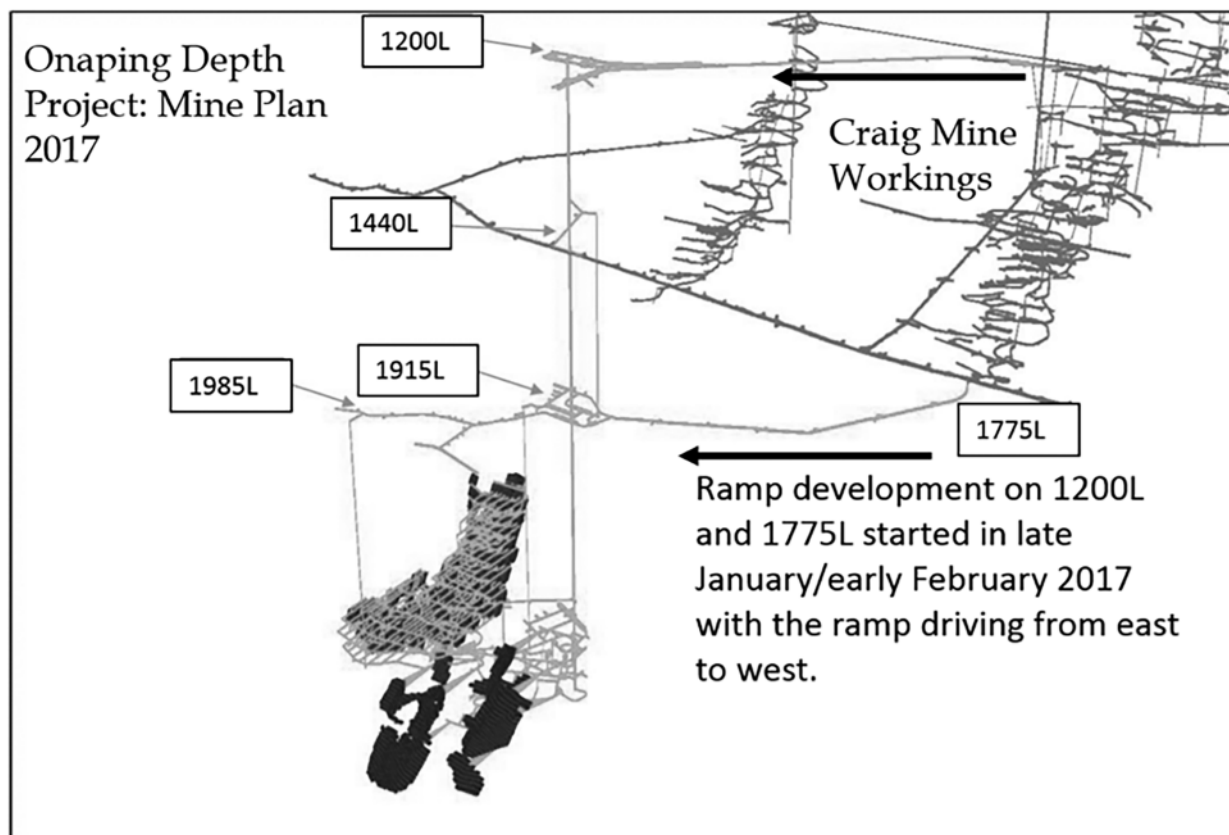 Onaping Depth
Project: Mine Plan
2017
1200L
Craig Mine
Workings
1440L
1985L
1915L
1775L
Ramp development on 1200L
and 1775L started in late
January/early February 2017
with the ramp driving from east
to west.